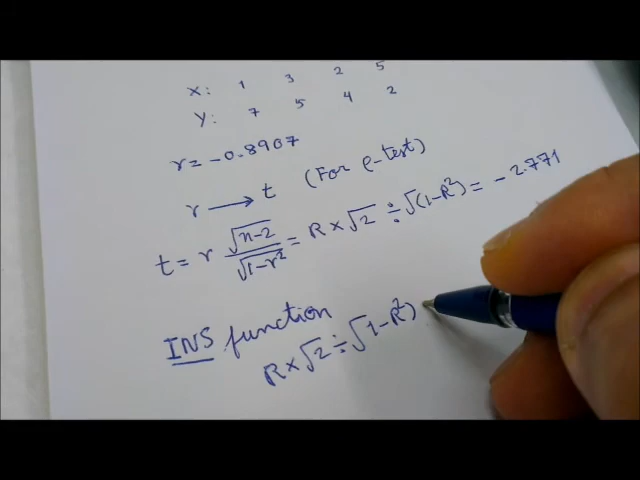 X: 1 3 2 5
Y: 7 5 4 2
r = -0.8907
r → t (For ρ-test)
t = r √(n-2) / √(1-r²) = R × √2 ÷ √(1-R²) = -2.771
INS function
R × √2 ÷ √1-R²)